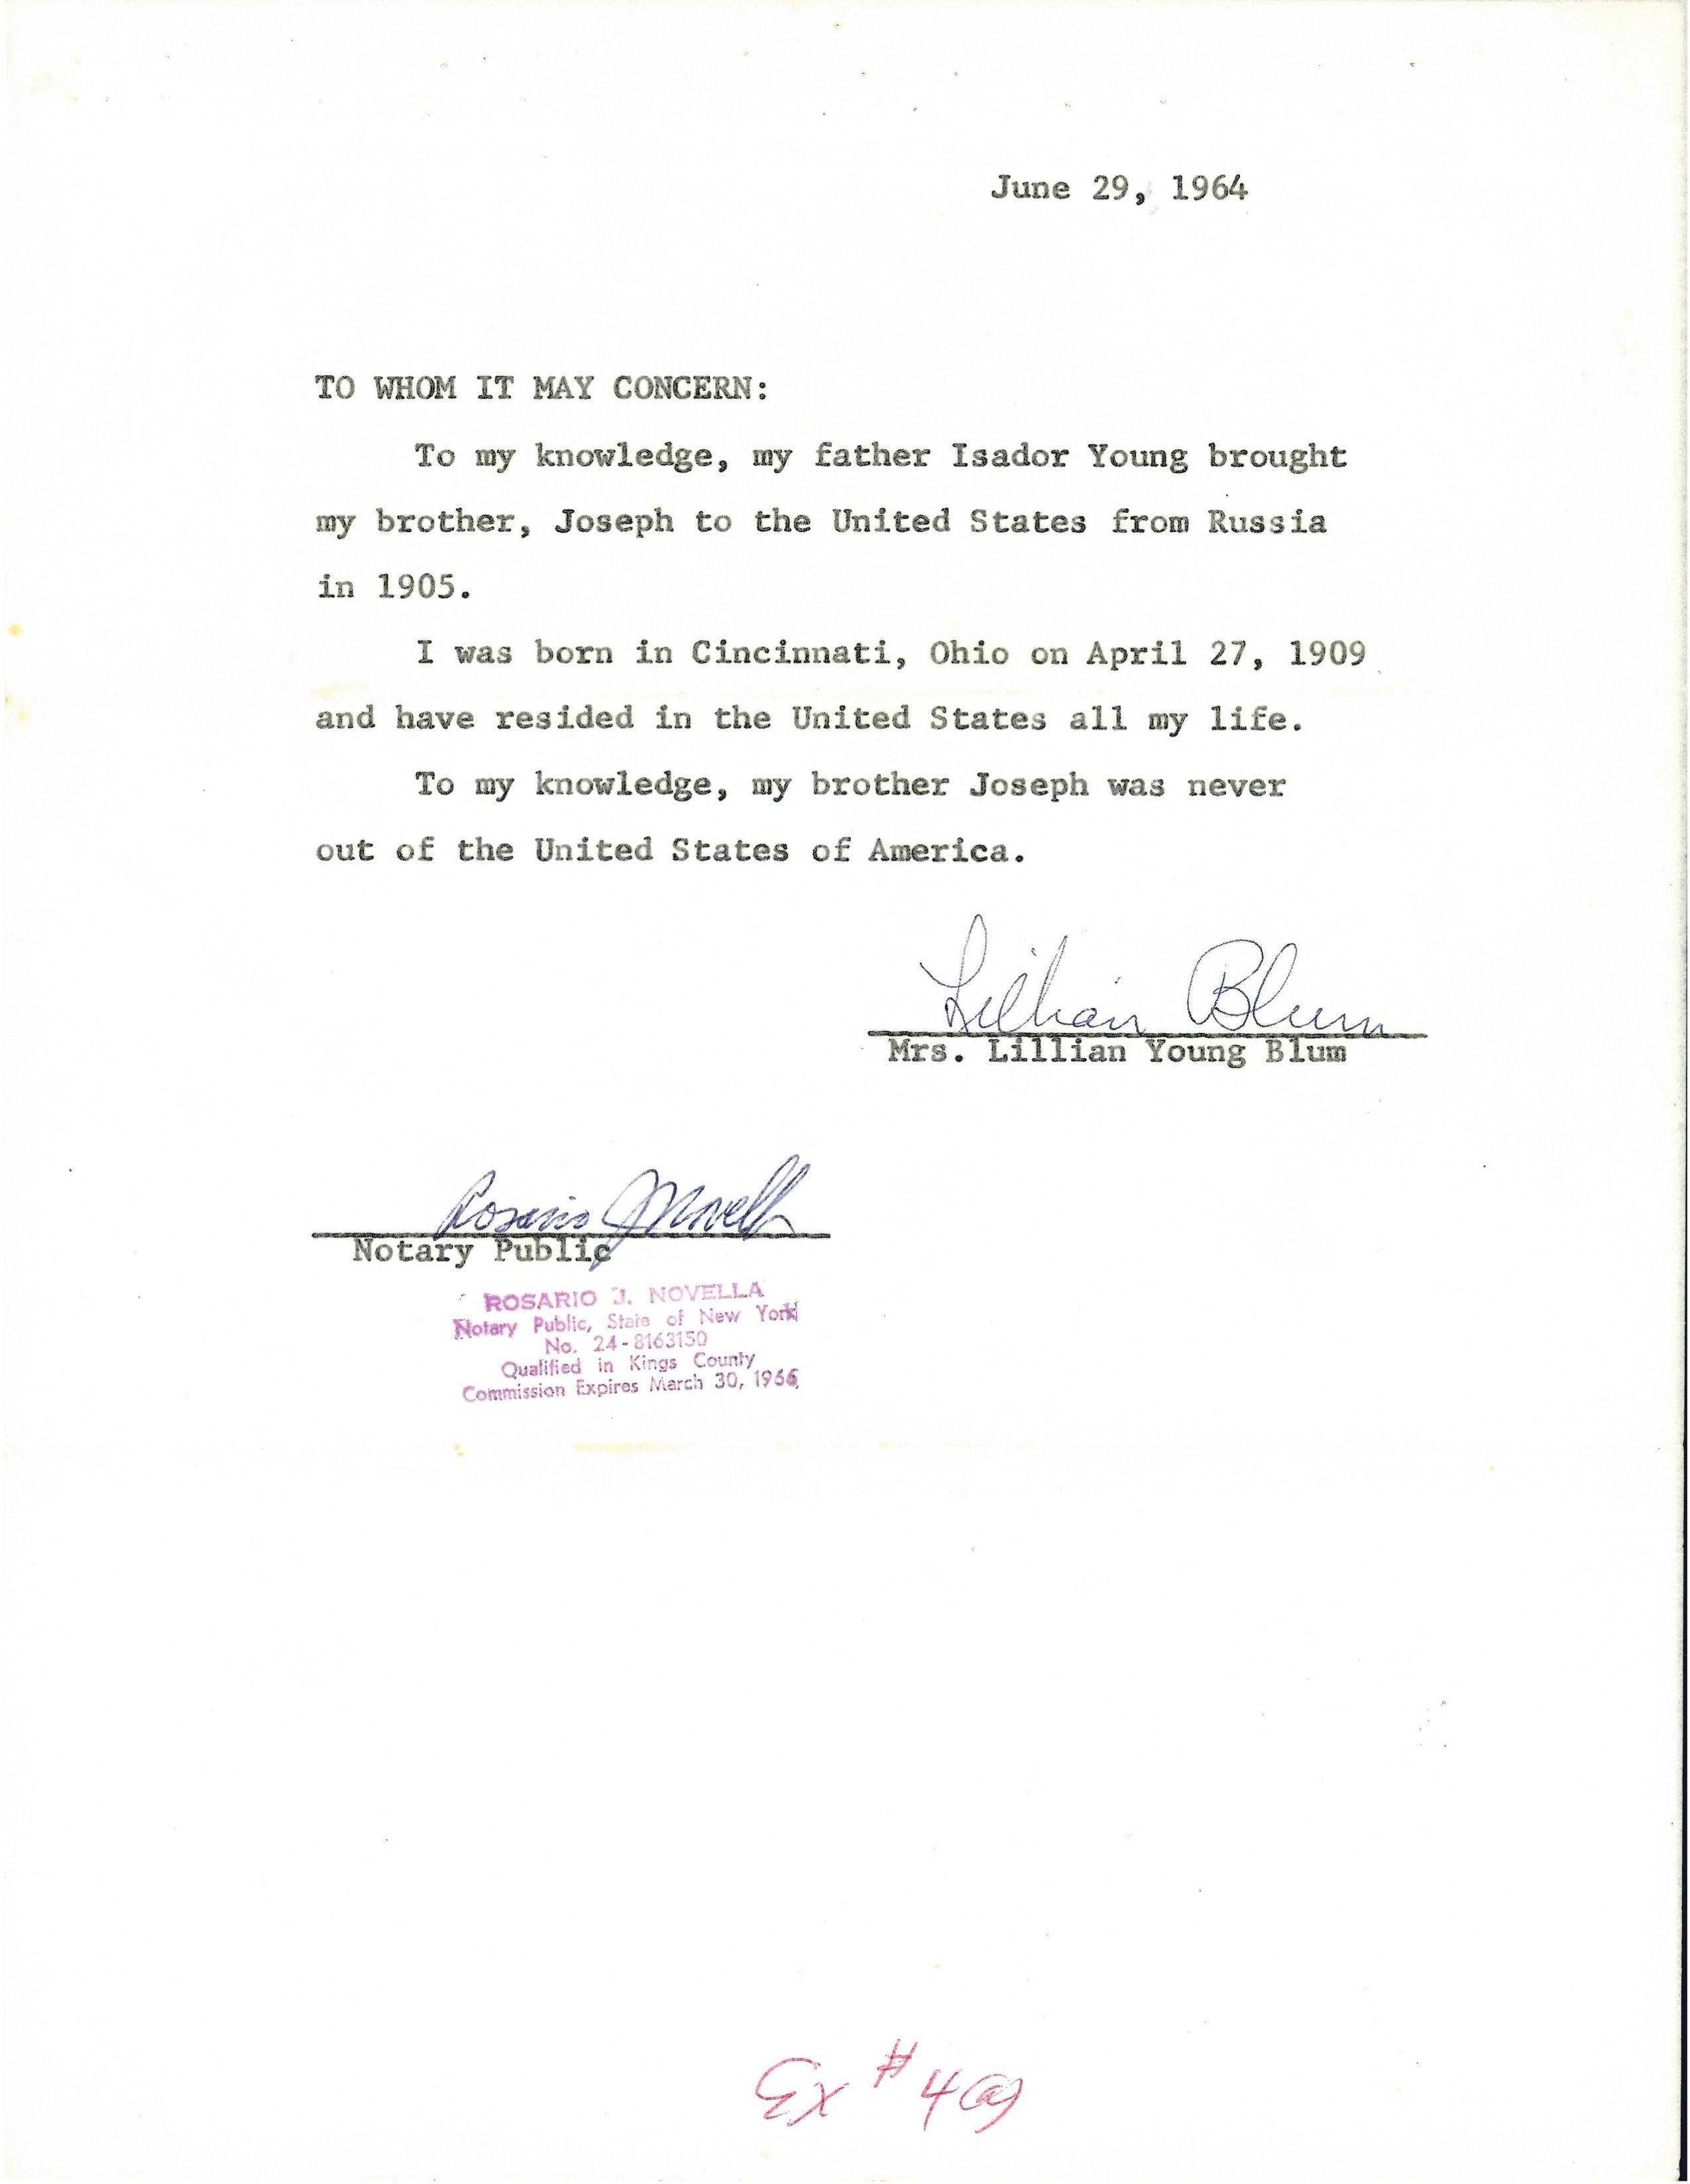 June 29, 1964
TO WHOM IT MAY CONCERN:
To my knowledge, my father Isador Young brought
my brother, Joseph to the United States from Russia
in 1905.
I was born in Cincinnati, Ohio on April 27, 1909
and have resided in the United States all my life.
To my knowledge, my brother Joseph was never
out of the United States of America.
Lillian Blum
Mrs. Lillian Young Blum
Rosario J Novella
Notary Public
ROSARIO J. NOVELLA
Notary Public, State of New York
No. 24-8163150
Qualified in Kings County
Commission Expires March 30, 1966
Ex # 4(a)